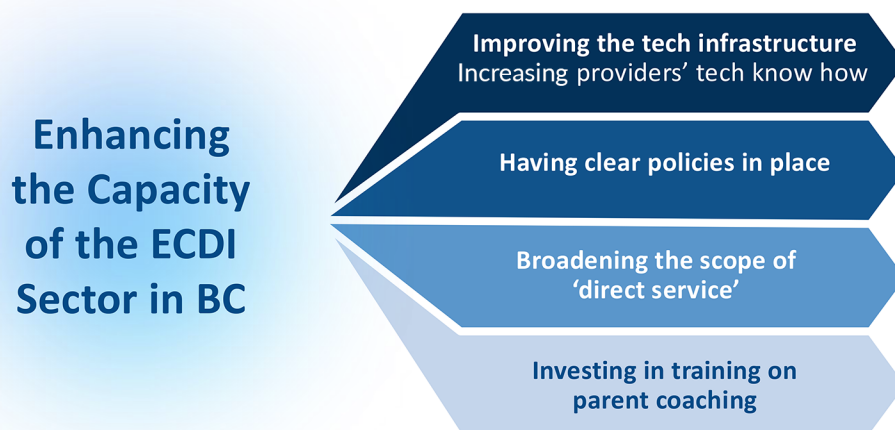 Enhancing
the Capacity
of the ECDI
Sector in BC
Improving the tech infrastructure
Increasing providers’ tech know how
Having clear policies in place
Broadening the scope of
‘direct service’
Investing in training on
parent coaching